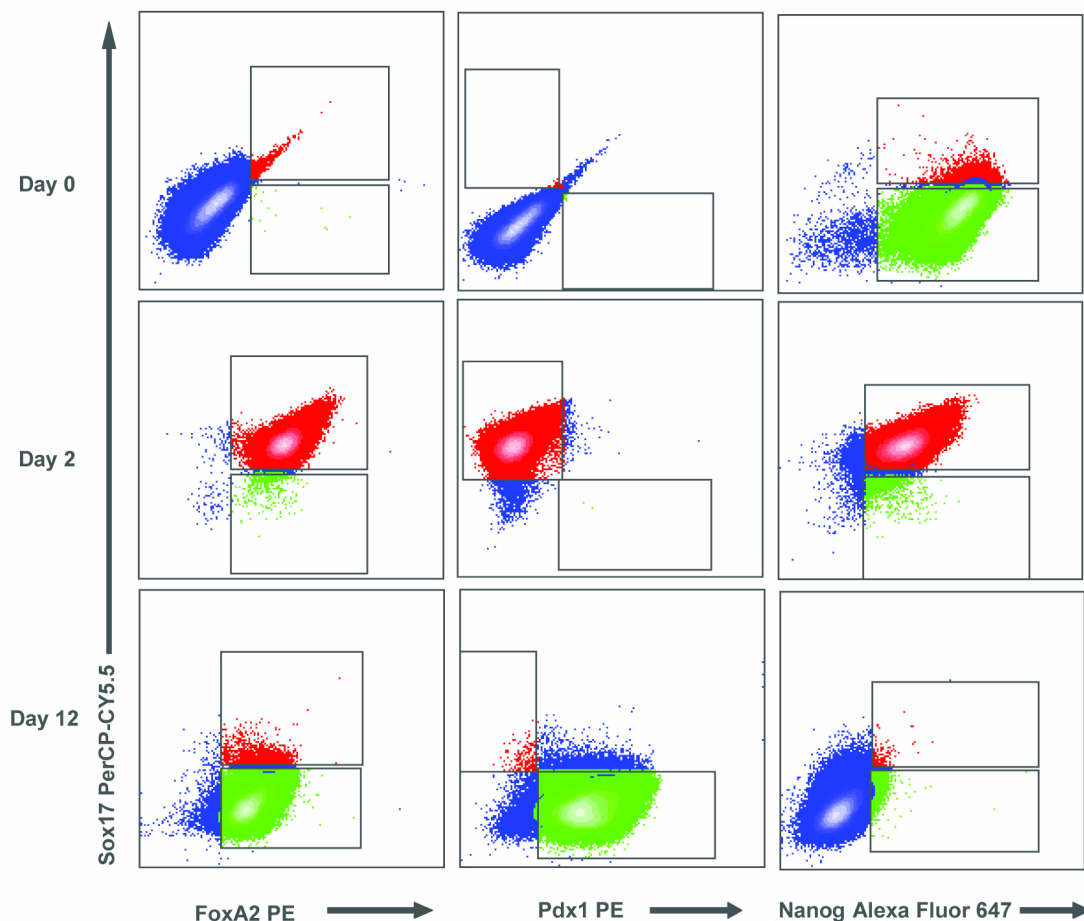 Day 0
Day 2
Day 12
Sox17 PerCP-CY5.5
FoxA2 PE
Pdx1 PE
Nanog Alexa Fluor 647